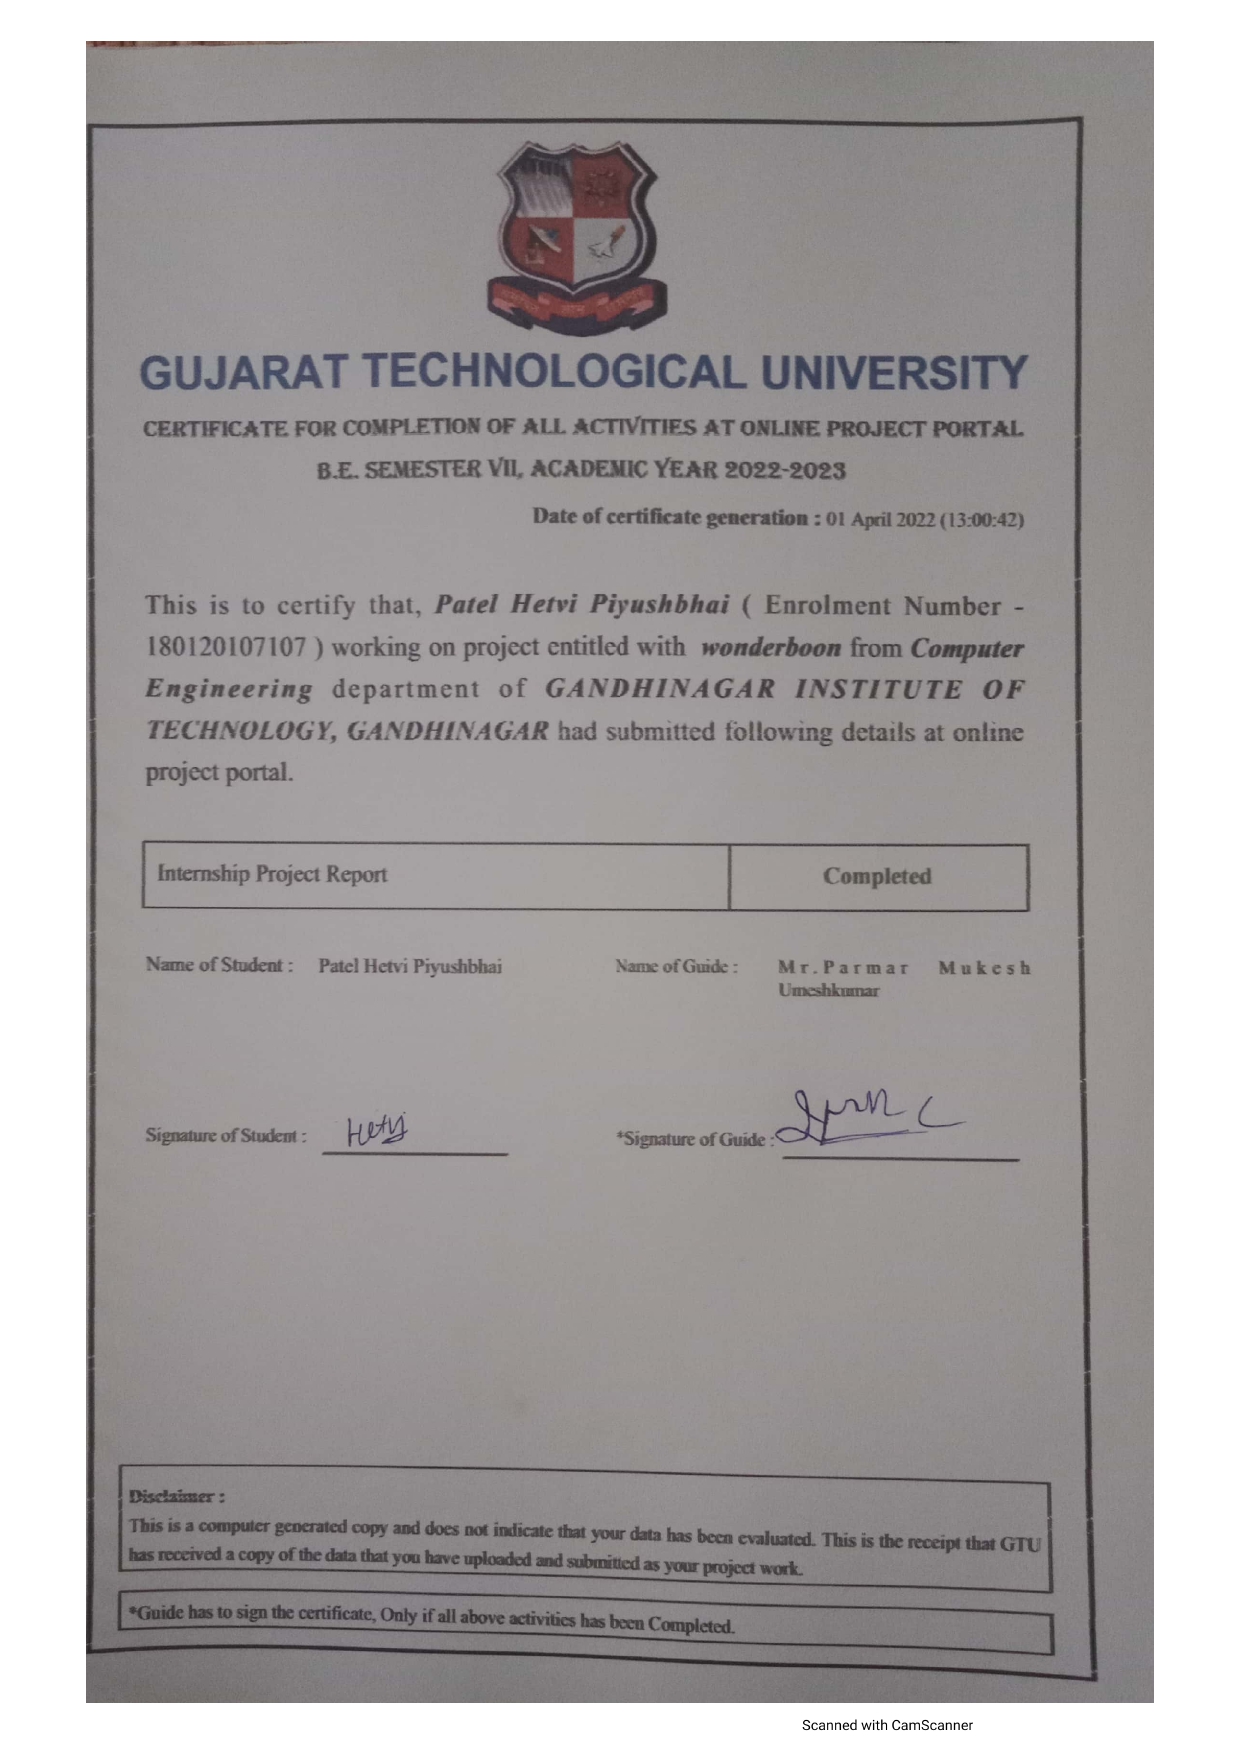 GUJARAT TECHNOLOGICAL UNIVERSITY
CERTIFICATE FOR COMPLETION OF ALL ACTIVITIES AT ONLINE PROJECT PORTAL
B.E. SEMESTER VII, ACADEMIC YEAR 2022-2023
Date of certificate generation : 01 April 2022 (13:00:42)
This is to certify that, Patel Hetvi Piyushbhai ( Enrolment Number -
180120107107 ) working on project entitled with wonderboon from Computer
Engineering department of GANDHINAGAR INSTITUTE OF
TECHNOLOGY, GANDHINAGAR had submitted following details at online
project portal.
Internship Project Report Completed
Name of Student : Patel Hetvi Piyushbhai Name of Guide : Mr.Parmar Mukesh
Umeshkumar
Signature of Student : Hetvi *Signature of Guide :
Disclaimer :
This is a computer generated copy and does not indicate that your data has been evaluated. This is the receipt that GTU
has received a copy of the data that you have uploaded and submitted as your project work.
*Guide has to sign the certificate, Only if all above activities has been Completed.
Scanned with CamScanner